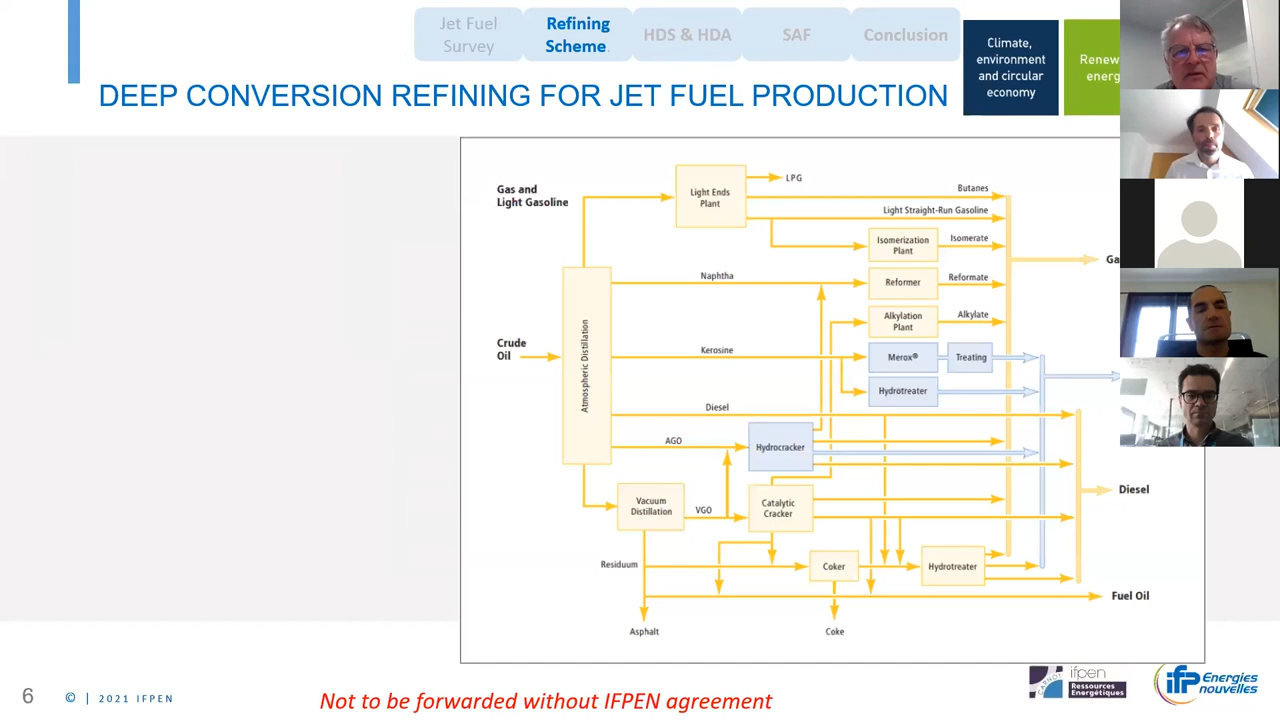 Jet Fuel
Survey
Refining
Scheme.
HDS & HDA
SAF
Conclusion
Climate,
environment
and circular
economy
DEEP CONVERSION REFINING FOR JET FUEL PRODUCTION
Gas and
Light Gasoline
Light Ends
Plant
LPG
Butanes
Light Straight-Run Gasoline
Isomerization
Plant
Isomerate
Naphtha
Reformer
Reformate
Alkylation
Plant
Alkylate
Crude
Oil
Atmospheric Distillation
Kerosine
Merox®
Treating
Hydrotreater
Diesel
AGO
Hydrocracker
Vacuum
Distillation
VGO
Catalytic
Cracker
Diesel
Residuum
Coker
Hydrotreater
Fuel Oil
Asphalt
Coke
6
© | 2021 IFPEN
Not to be forwarded without IFPEN agreement
CARNOT
ifpen
Ressources
Energétiques
ifp Energies
nouvelles